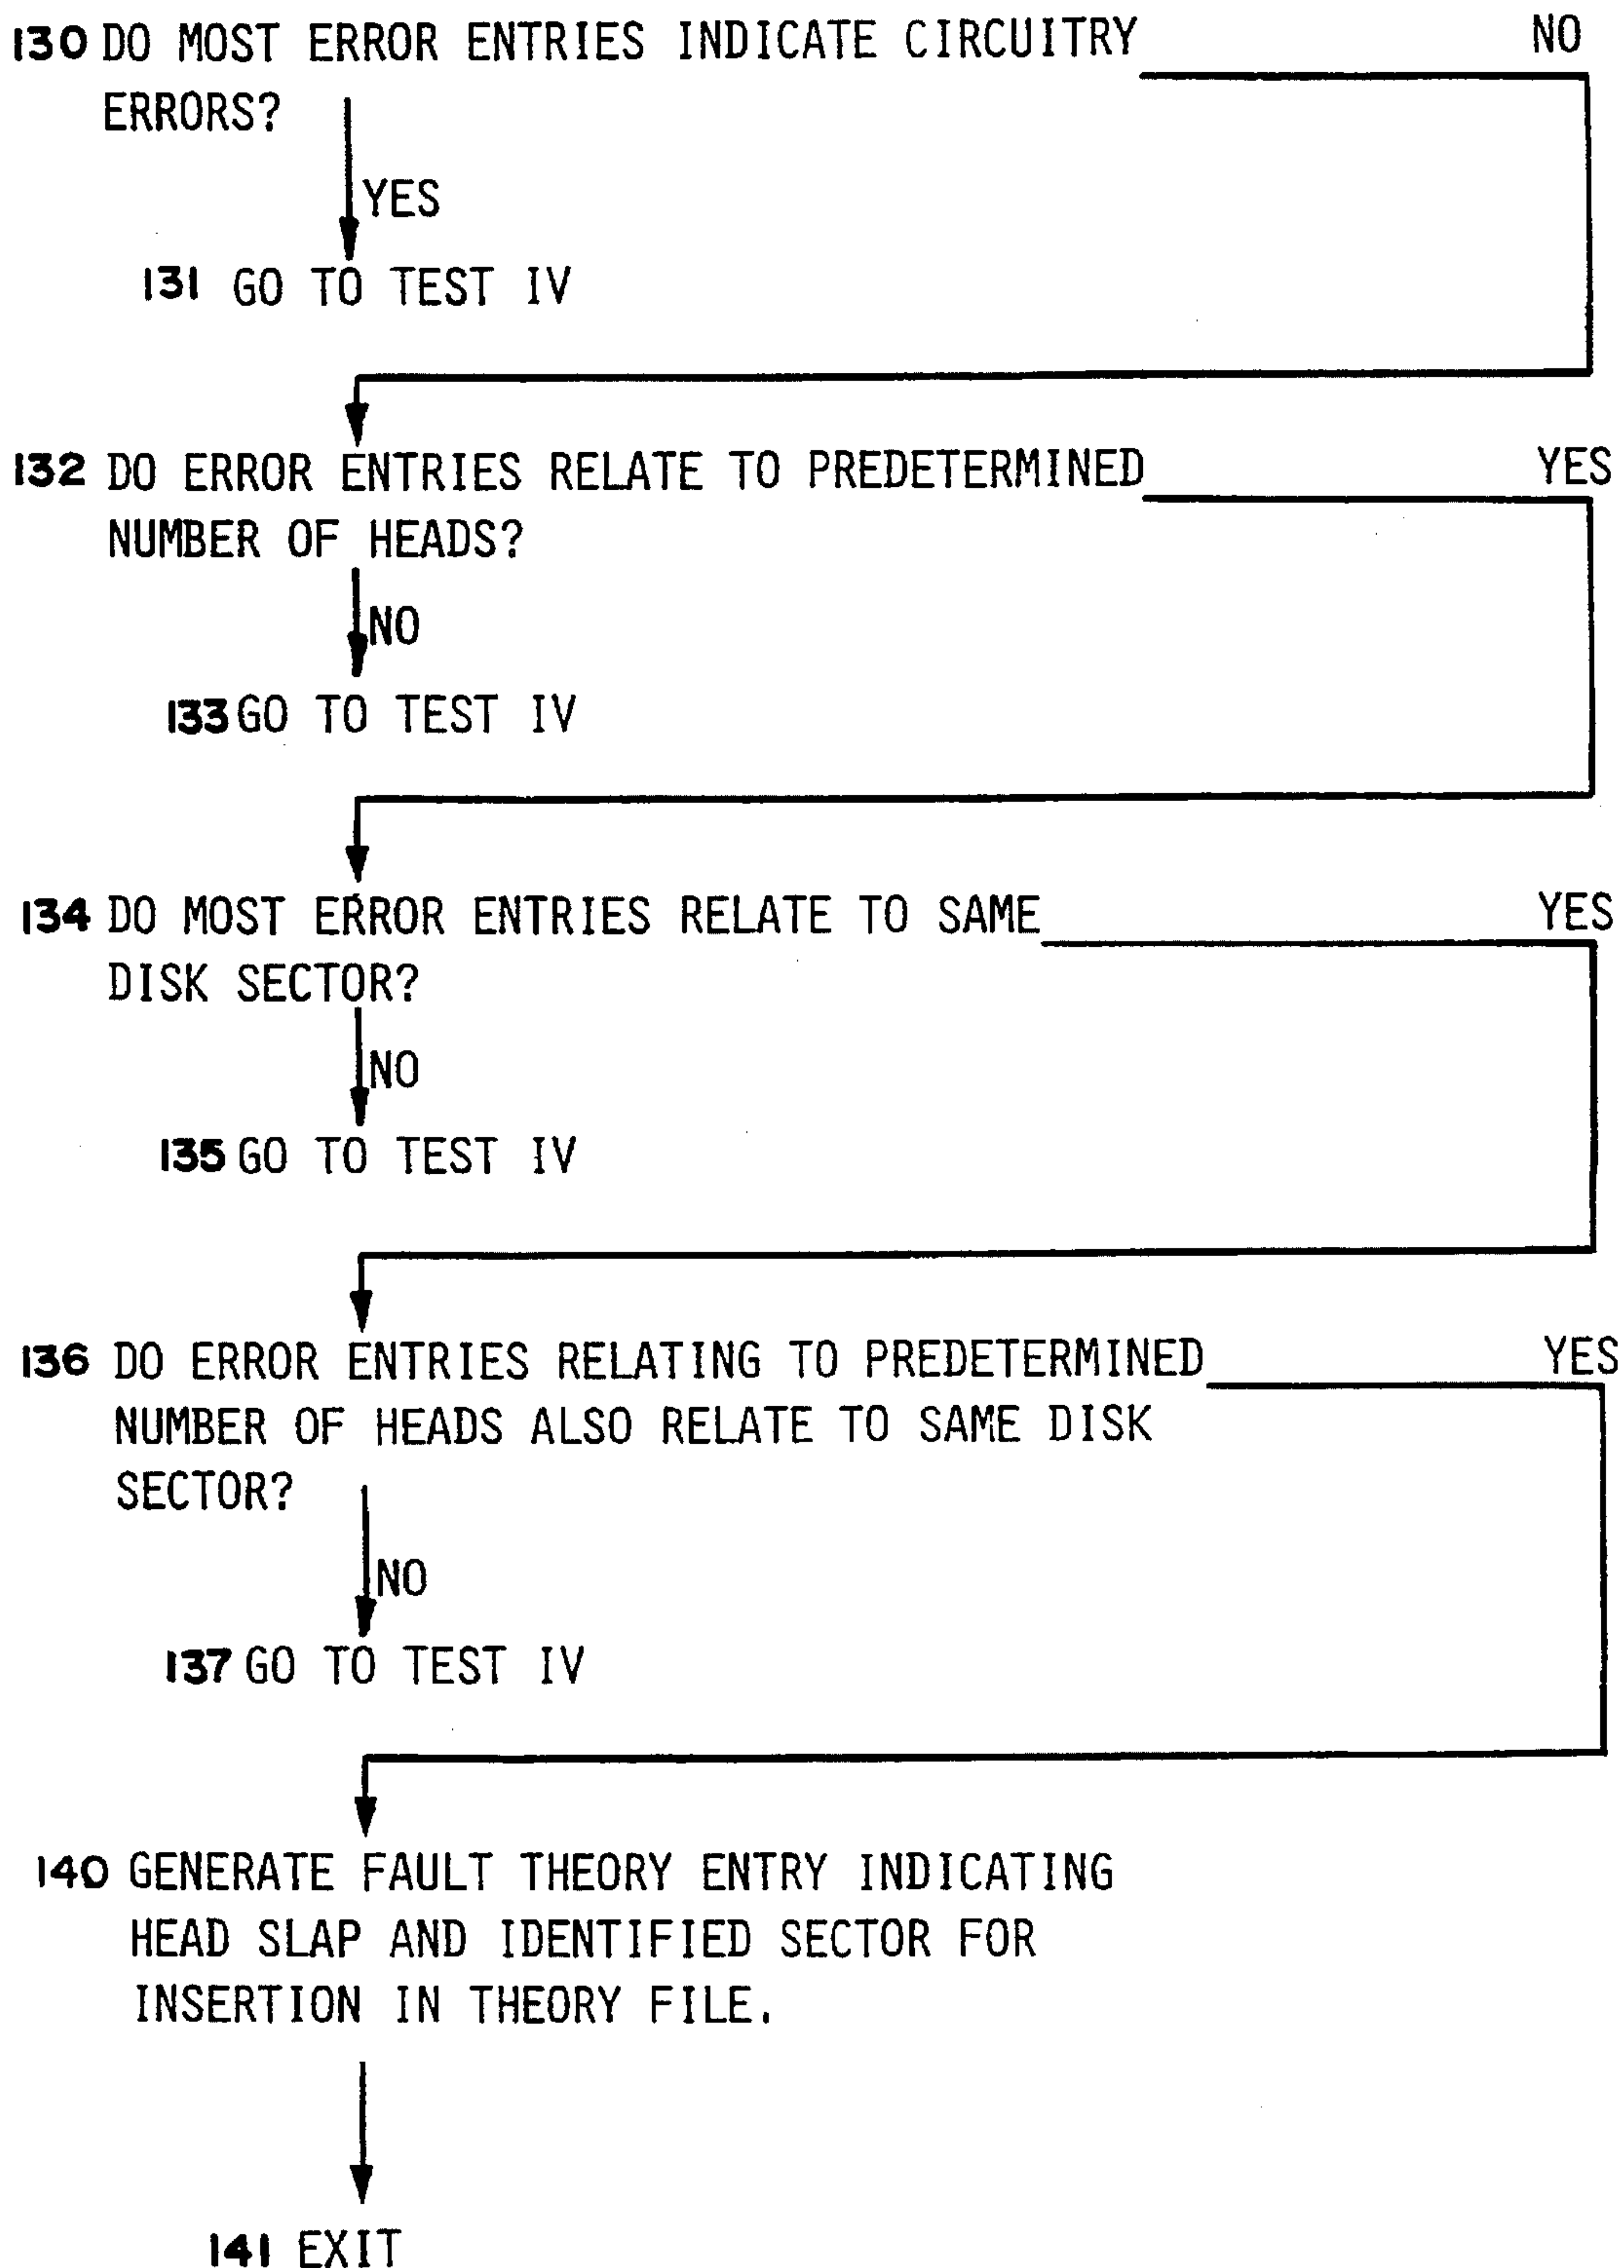 130 DO MOST ERROR ENTRIES INDICATE CIRCUITRY NO
ERRORS?
YES
131 GO TO TEST IV
132 DO ERROR ENTRIES RELATE TO PREDETERMINED YES
NUMBER OF HEADS?
NO
133 GO TO TEST IV
134 DO MOST ERROR ENTRIES RELATE TO SAME YES
DISK SECTOR?
NO
135 GO TO TEST IV
136 DO ERROR ENTRIES RELATING TO PREDETERMINED YES
NUMBER OF HEADS ALSO RELATE TO SAME DISK
SECTOR?
NO
137 GO TO TEST IV
140 GENERATE FAULT THEORY ENTRY INDICATING
HEAD SLAP AND IDENTIFIED SECTOR FOR
INSERTION IN THEORY FILE.
141 EXIT